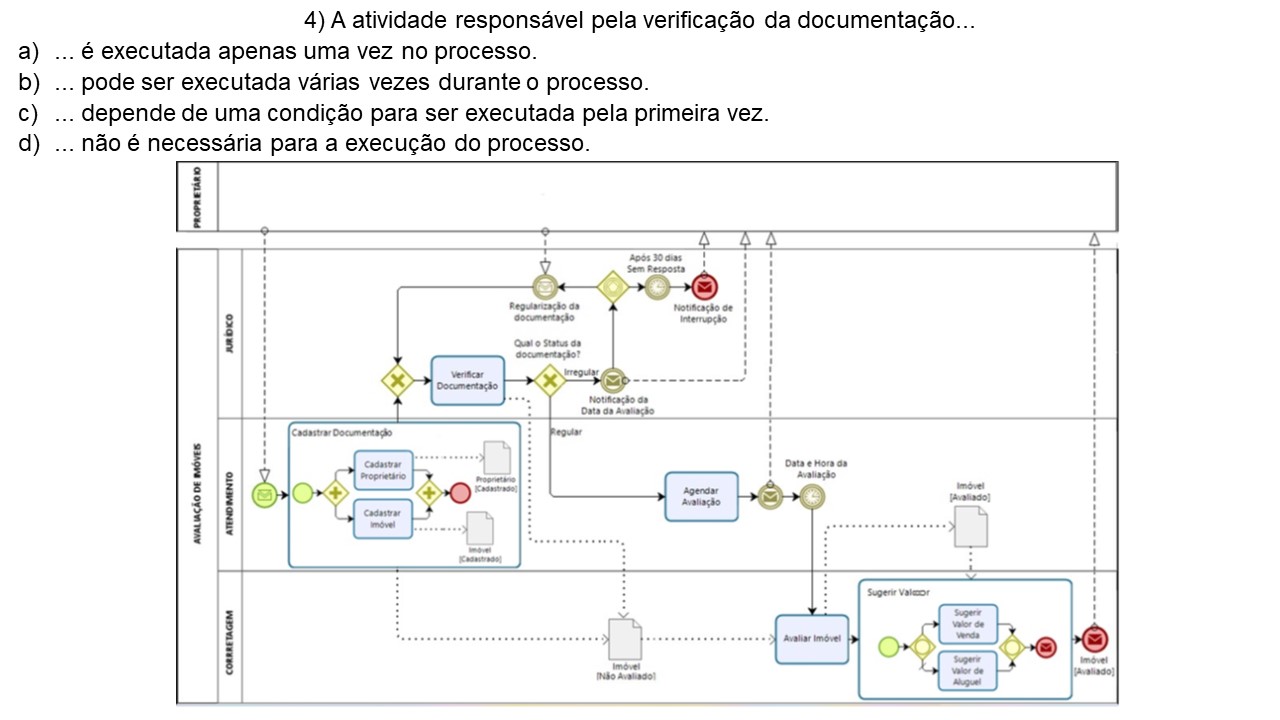 4) A atividade responsável pela verificação da documentação...
a) ... é executada apenas uma vez no processo.
b) ... pode ser executada várias vezes durante o processo.
c) ... depende de uma condição para ser executada pela primeira vez.
d) ... não é necessária para a execução do processo.
PROPRIETÁRIO
AVALIAÇÃO DE IMÓVEIS
JURÍDICO
Após 30 dias
Sem Resposta
Regularização da
documentação
Notificação de
Interrupção
Qual o Status da
documentação?
Verificar
Documentação
Irregular
Notificação da
Data da Avaliação
Regular
ATENDIMENTO
Cadastrar Documentação
Cadastrar
Proprietário
Proprietário
[Cadastrado]
Cadastrar
Imóvel
Imóvel
[Cadastrado]
Agendar
Avaliação
Data e Hora da
Avaliação
Imóvel
[Avaliado]
CORRRETAGEM
Imóvel
[Não Avaliado]
Avaliar Imóvel
Sugerir
Valor de
Venda
Sugerir
Valor de
Aluguel
Imóvel
[Avaliado]